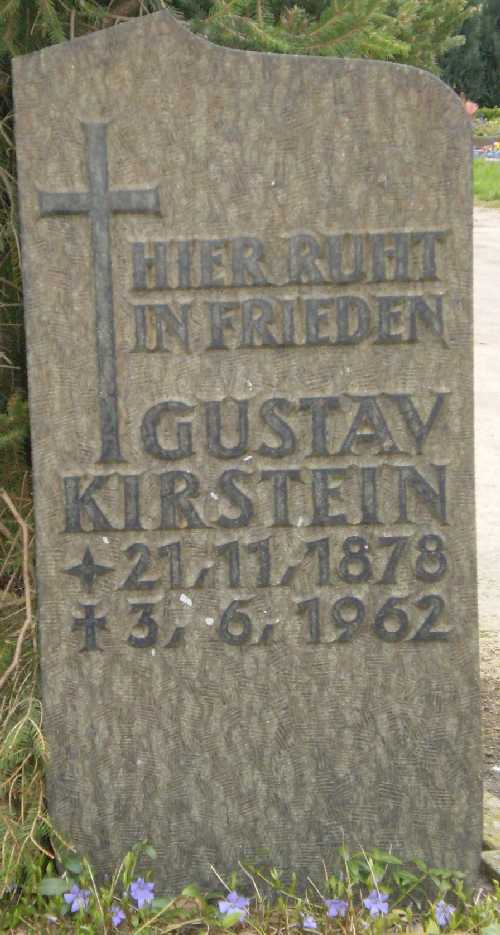 HIER RUHT
IN FRIEDEN
GUSTAV
KIRSTEIN
✦ 21, 11, 1878
✝ 3, 6, 1962